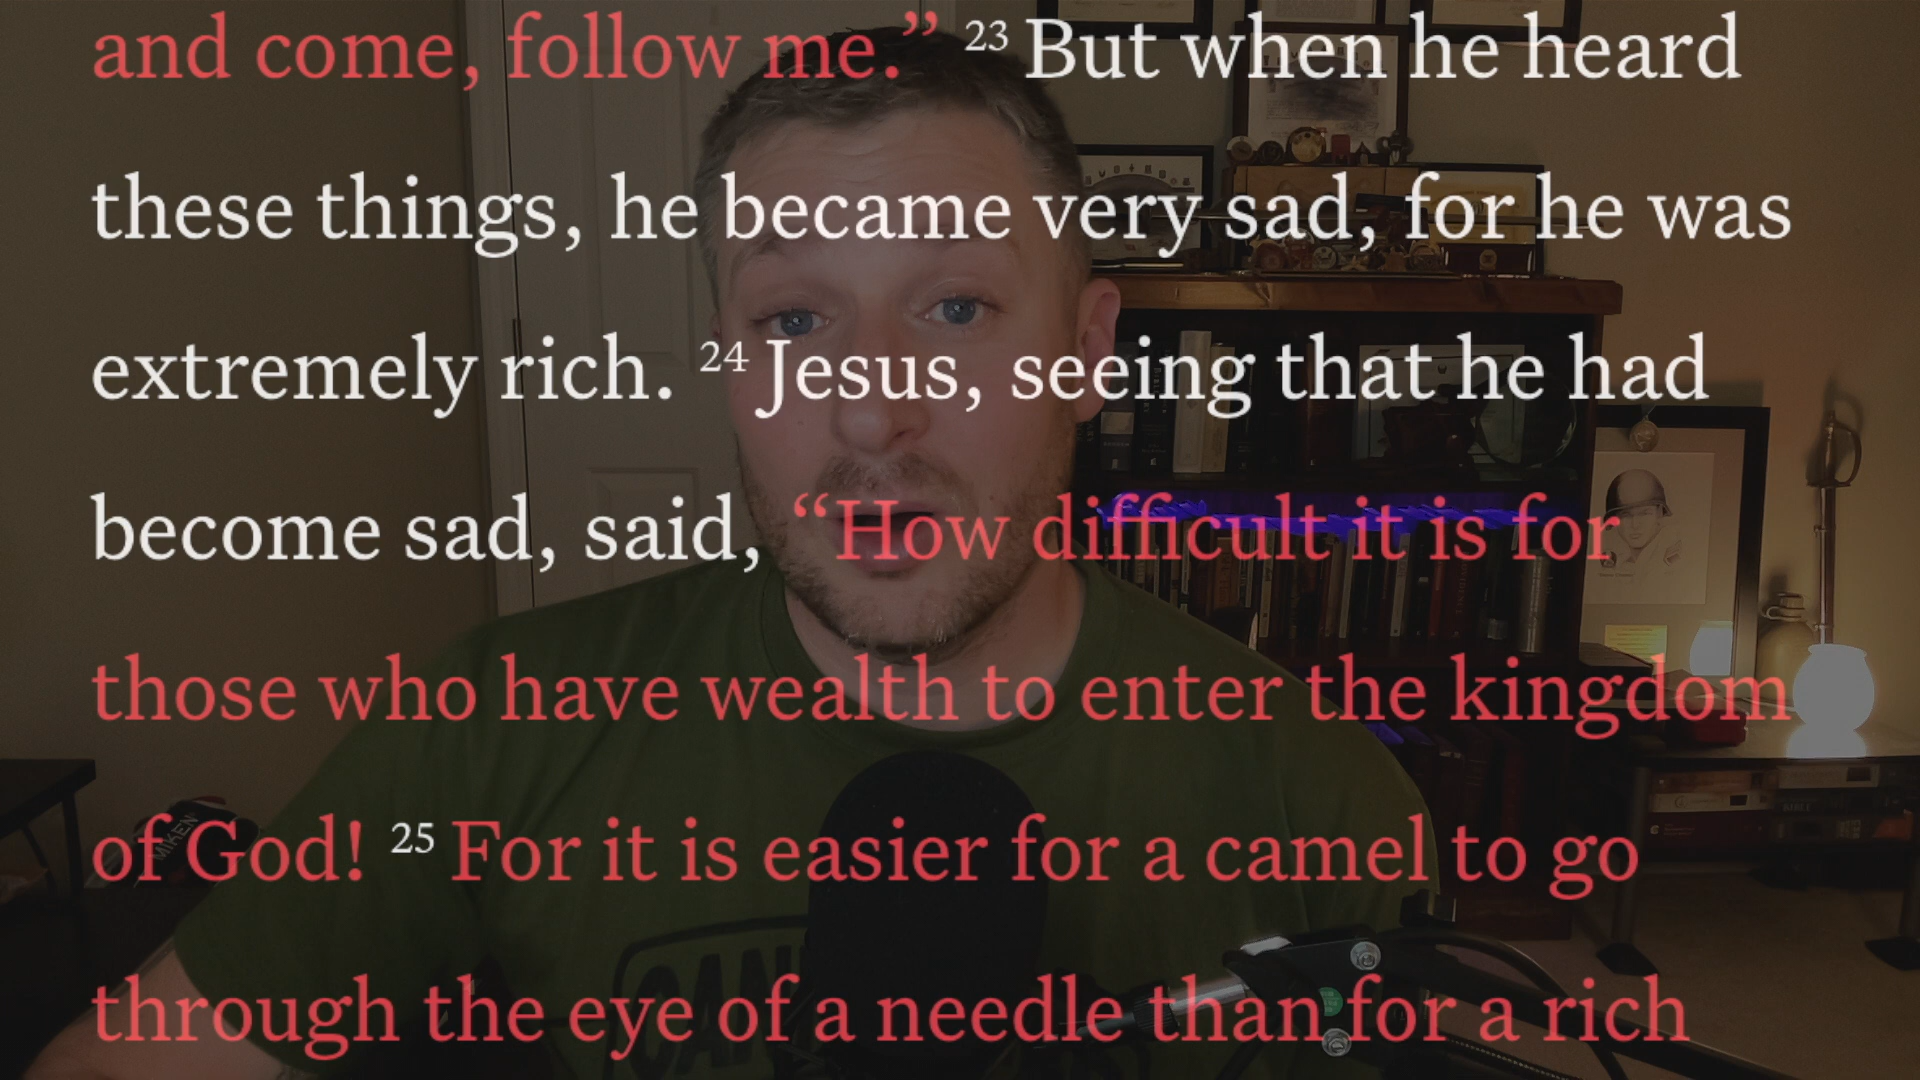 and come, follow me.” 23 But when he heard
these things, he became very sad, for he was
extremely rich. 24 Jesus, seeing that he had
become sad, said, “How difficult it is for
those who have wealth to enter the kingdom
of God! 25 For it is easier for a camel to go
through the eye of a needle than for a rich
MIKEN
CAN